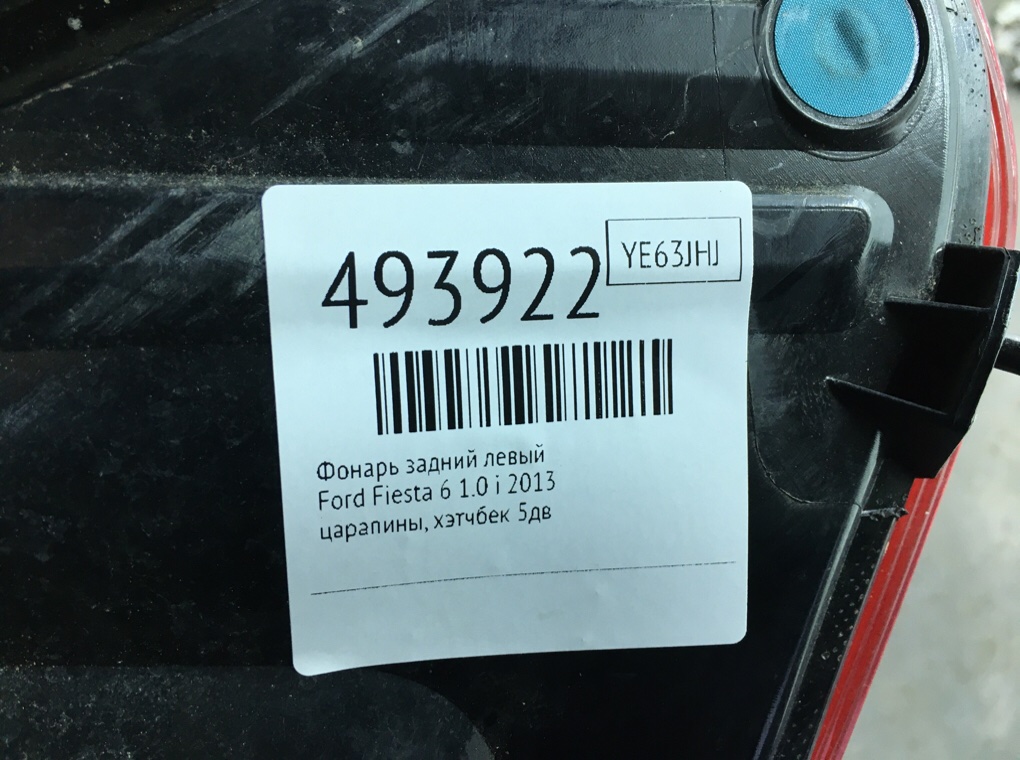 493922
YE63JHJ
Фонарь задний левый
Ford Fiesta 6 1.0 i 2013
царапины, хэтчбек 5дв